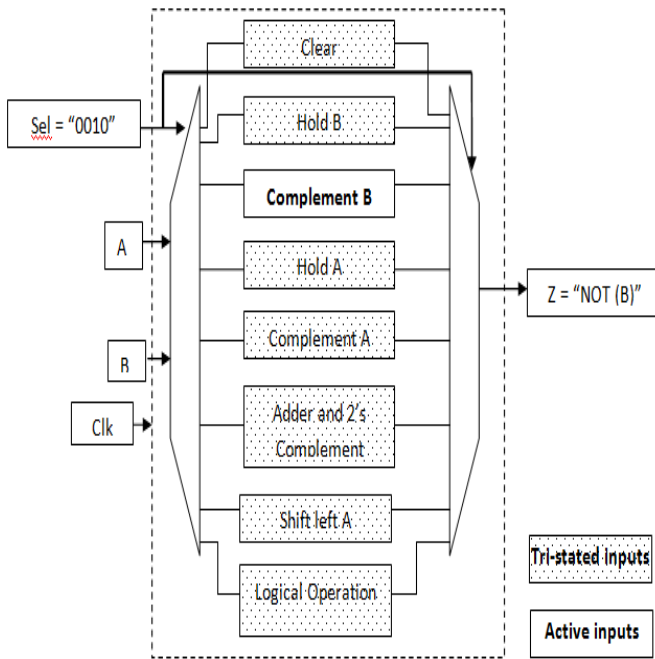 Clear
Sel = “0010”
Hold B
Complement B
A
Hold A
Z = “NOT (B)”
Complement A
B
Adder and 2’s
Complement
Clk
Shift left A
Tri-stated inputs
Logical Operation
Active inputs